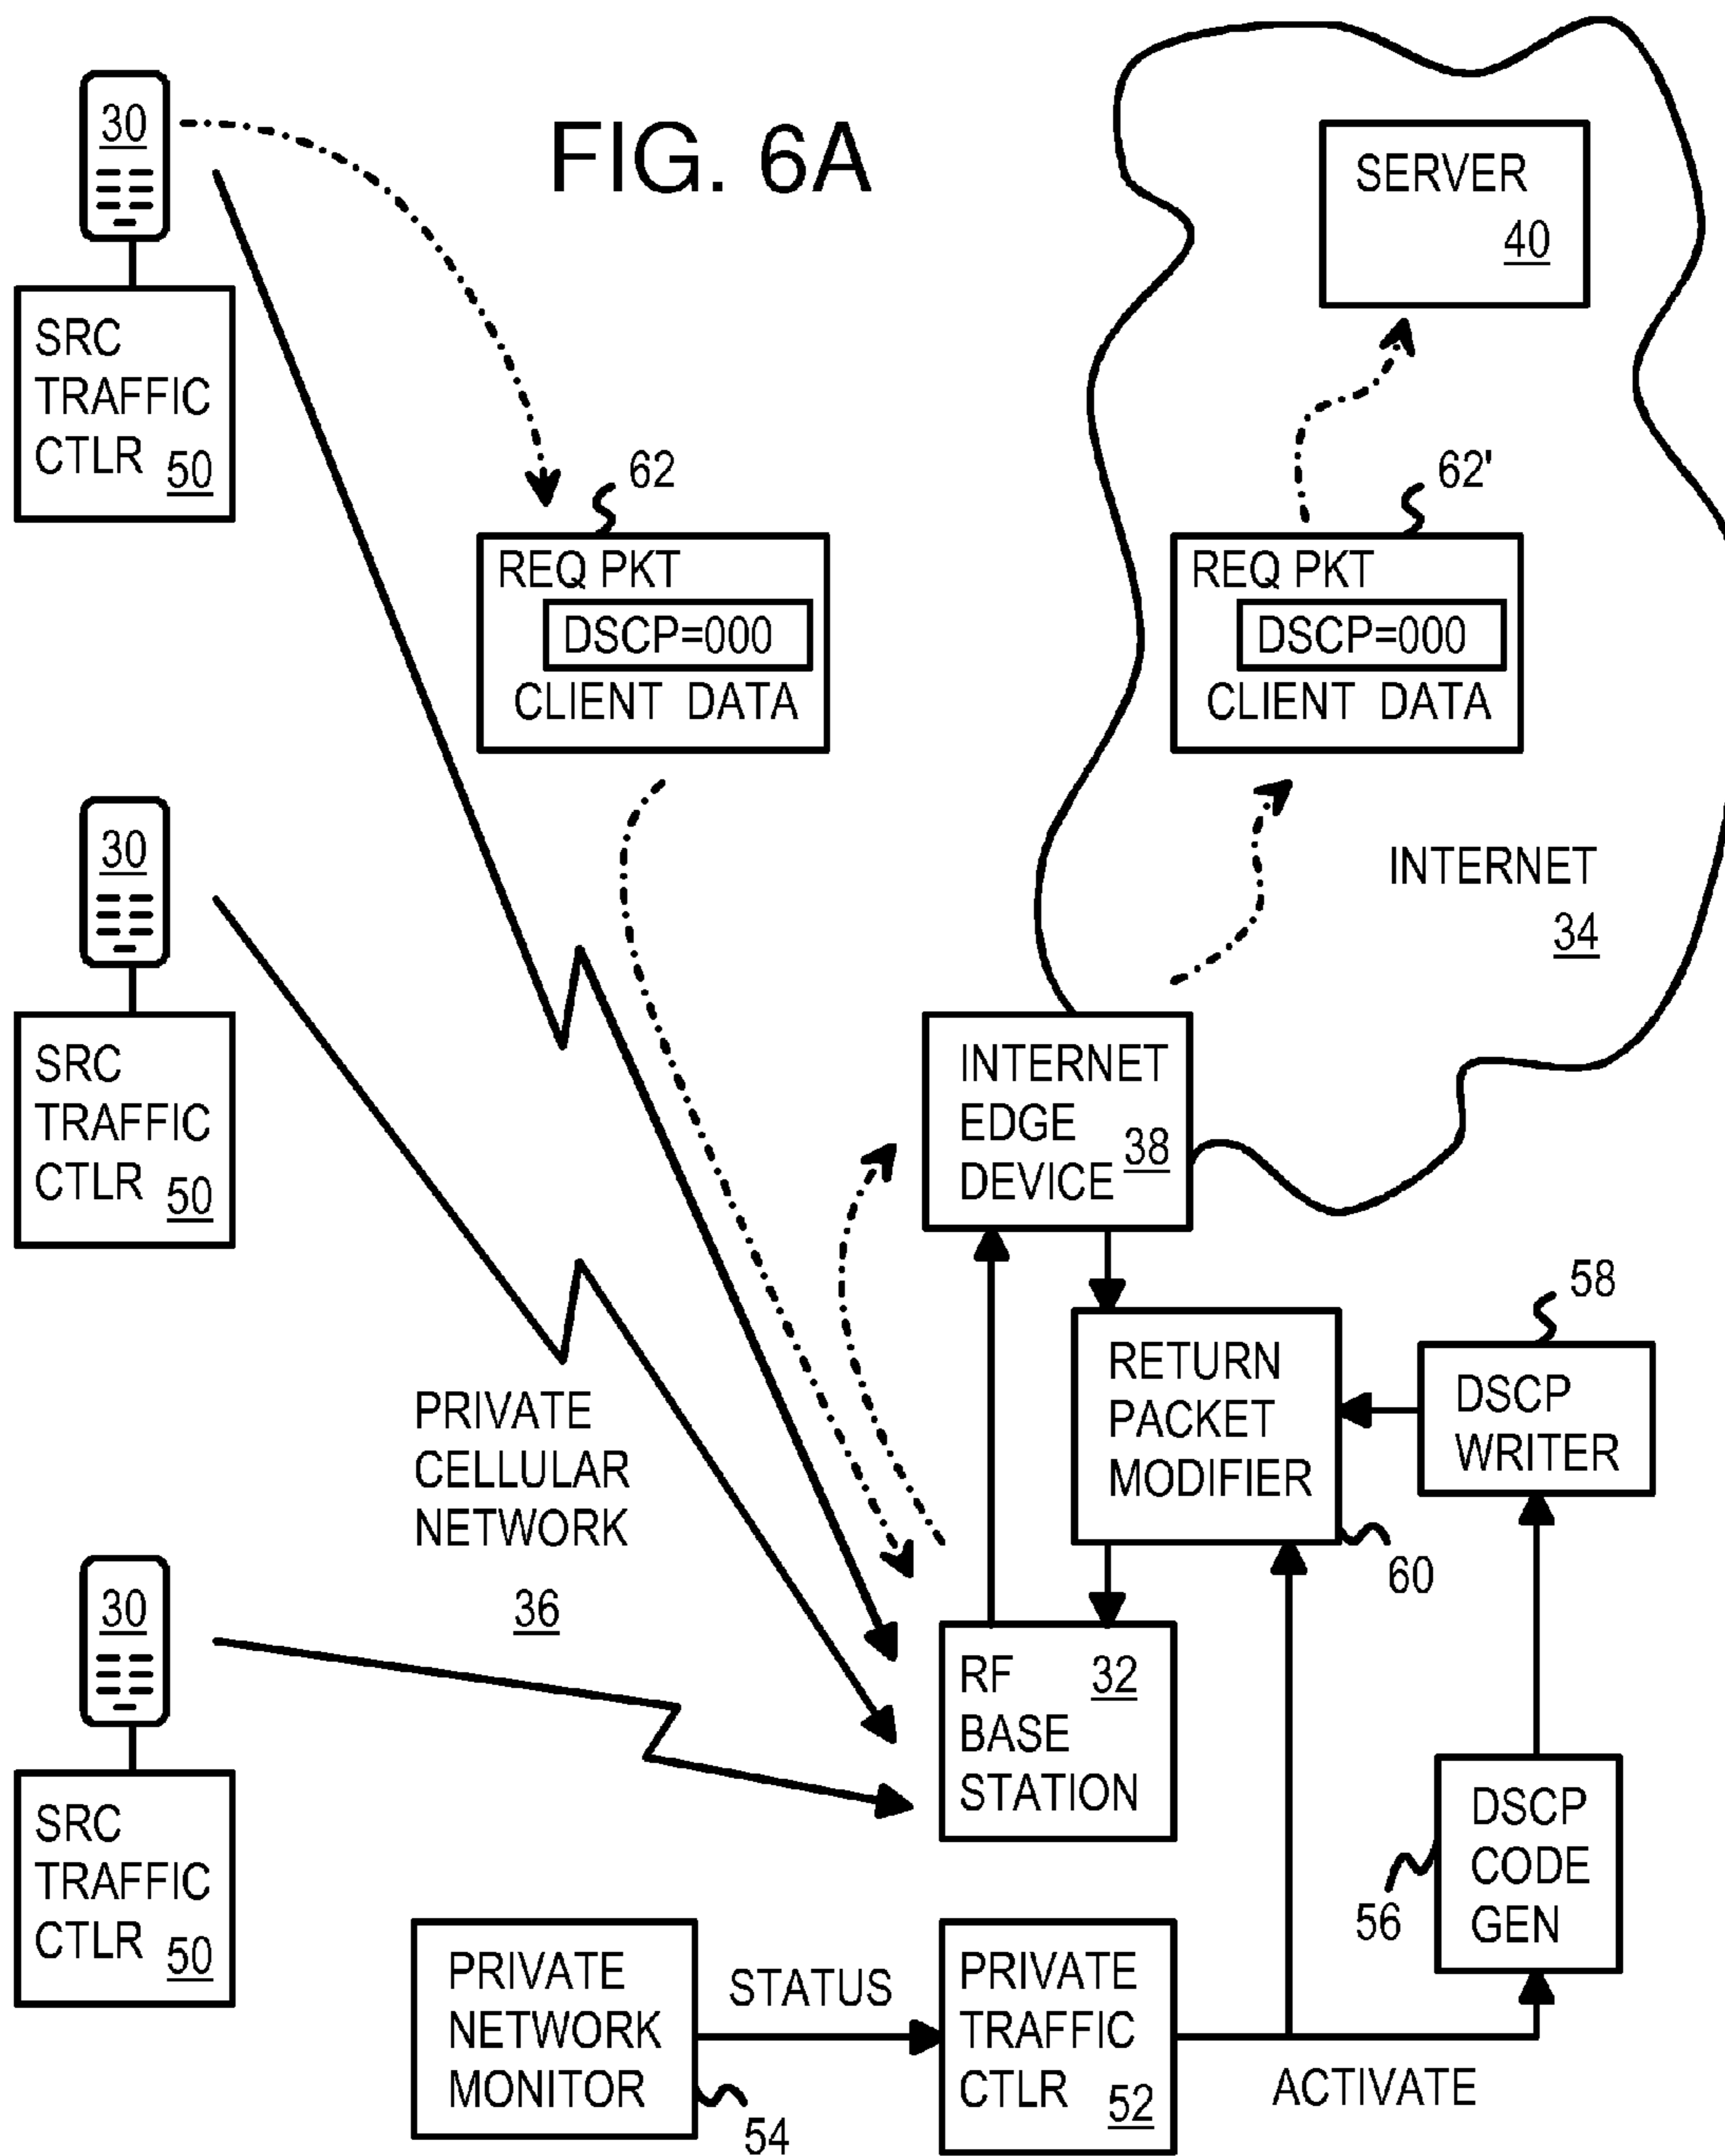 FIG. 6A
30
SRC
TRAFFIC
CTLR 50
62
REQ PKT
DSCP=000
CLIENT DATA
SERVER
40
62'
REQ PKT
DSCP=000
CLIENT DATA
INTERNET
34
30
SRC
TRAFFIC
CTLR 50
INTERNET
EDGE
DEVICE 38
58
RETURN
PACKET
MODIFIER
60
DSCP
WRITER
PRIVATE
CELLULAR
NETWORK
36
30
SRC
TRAFFIC
CTLR 50
RF 32
BASE
STATION
DSCP
CODE
GEN
56
PRIVATE
NETWORK
MONITOR
54
STATUS
PRIVATE
TRAFFIC
CTLR 52
ACTIVATE